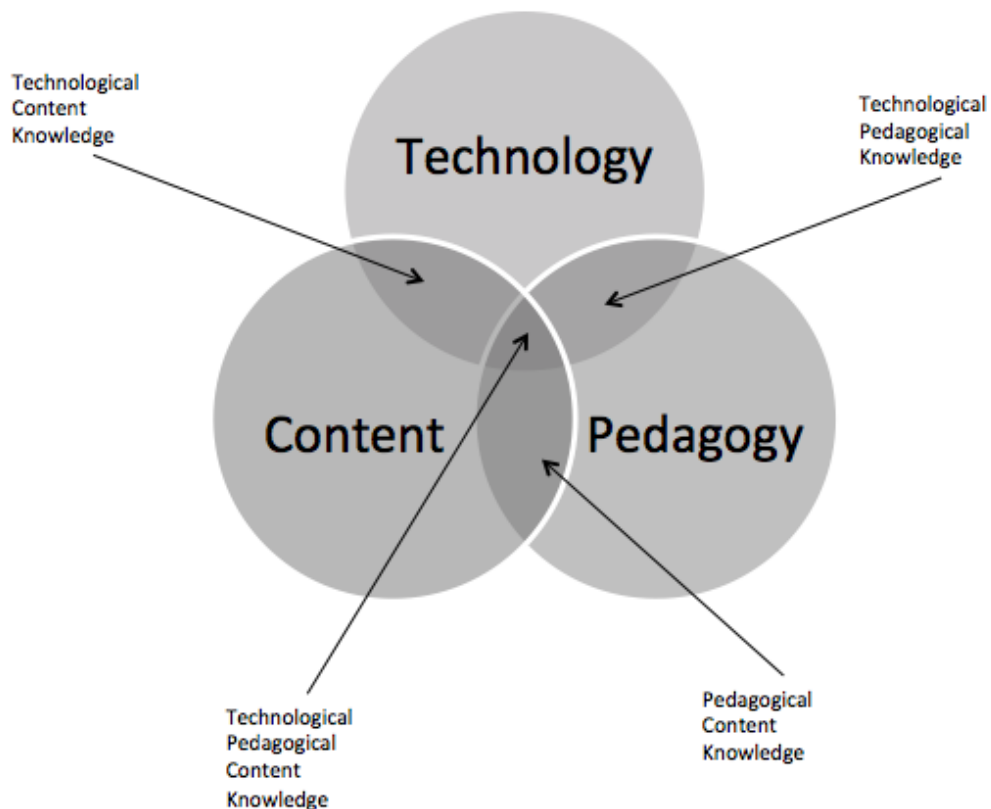 Technological
Content
Knowledge
Technological
Pedagogical
Knowledge
Technology
Content
Pedagogy
Technological
Pedagogical
Content
Knowledge
Pedagogical
Content
Knowledge